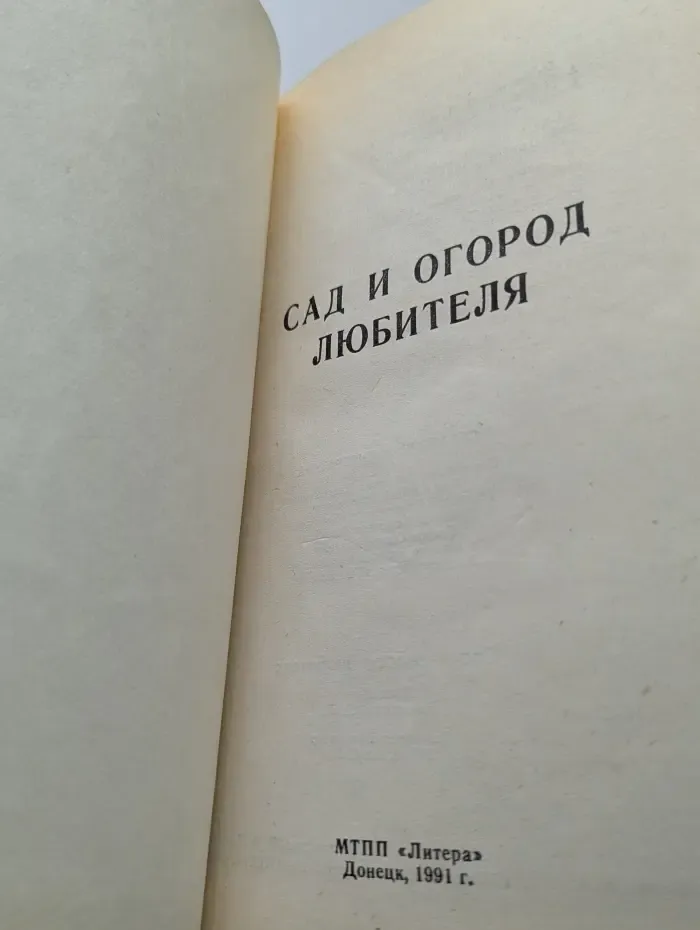 САД И ОГОРОД
ЛЮБИТЕЛЯ
МТПП «Литера»
Донецк, 1991 г.